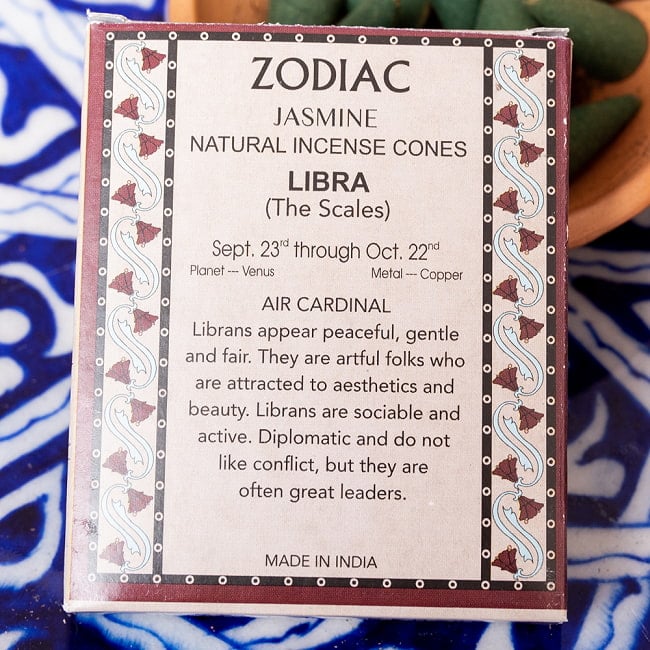 ZODIAC
JASMINE
NATURAL INCENSE CONES
LIBRA
(The Scales)
Sept. 23rd through Oct. 22nd
Planet --- Venus Metal --- Copper
AIR CARDINAL
Librans appear peaceful, gentle
and fair. They are artful folks who
are attracted to aesthetics and
beauty. Librans are sociable and
active. Diplomatic and do not
like conflict, but they are
often great leaders.
MADE IN INDIA